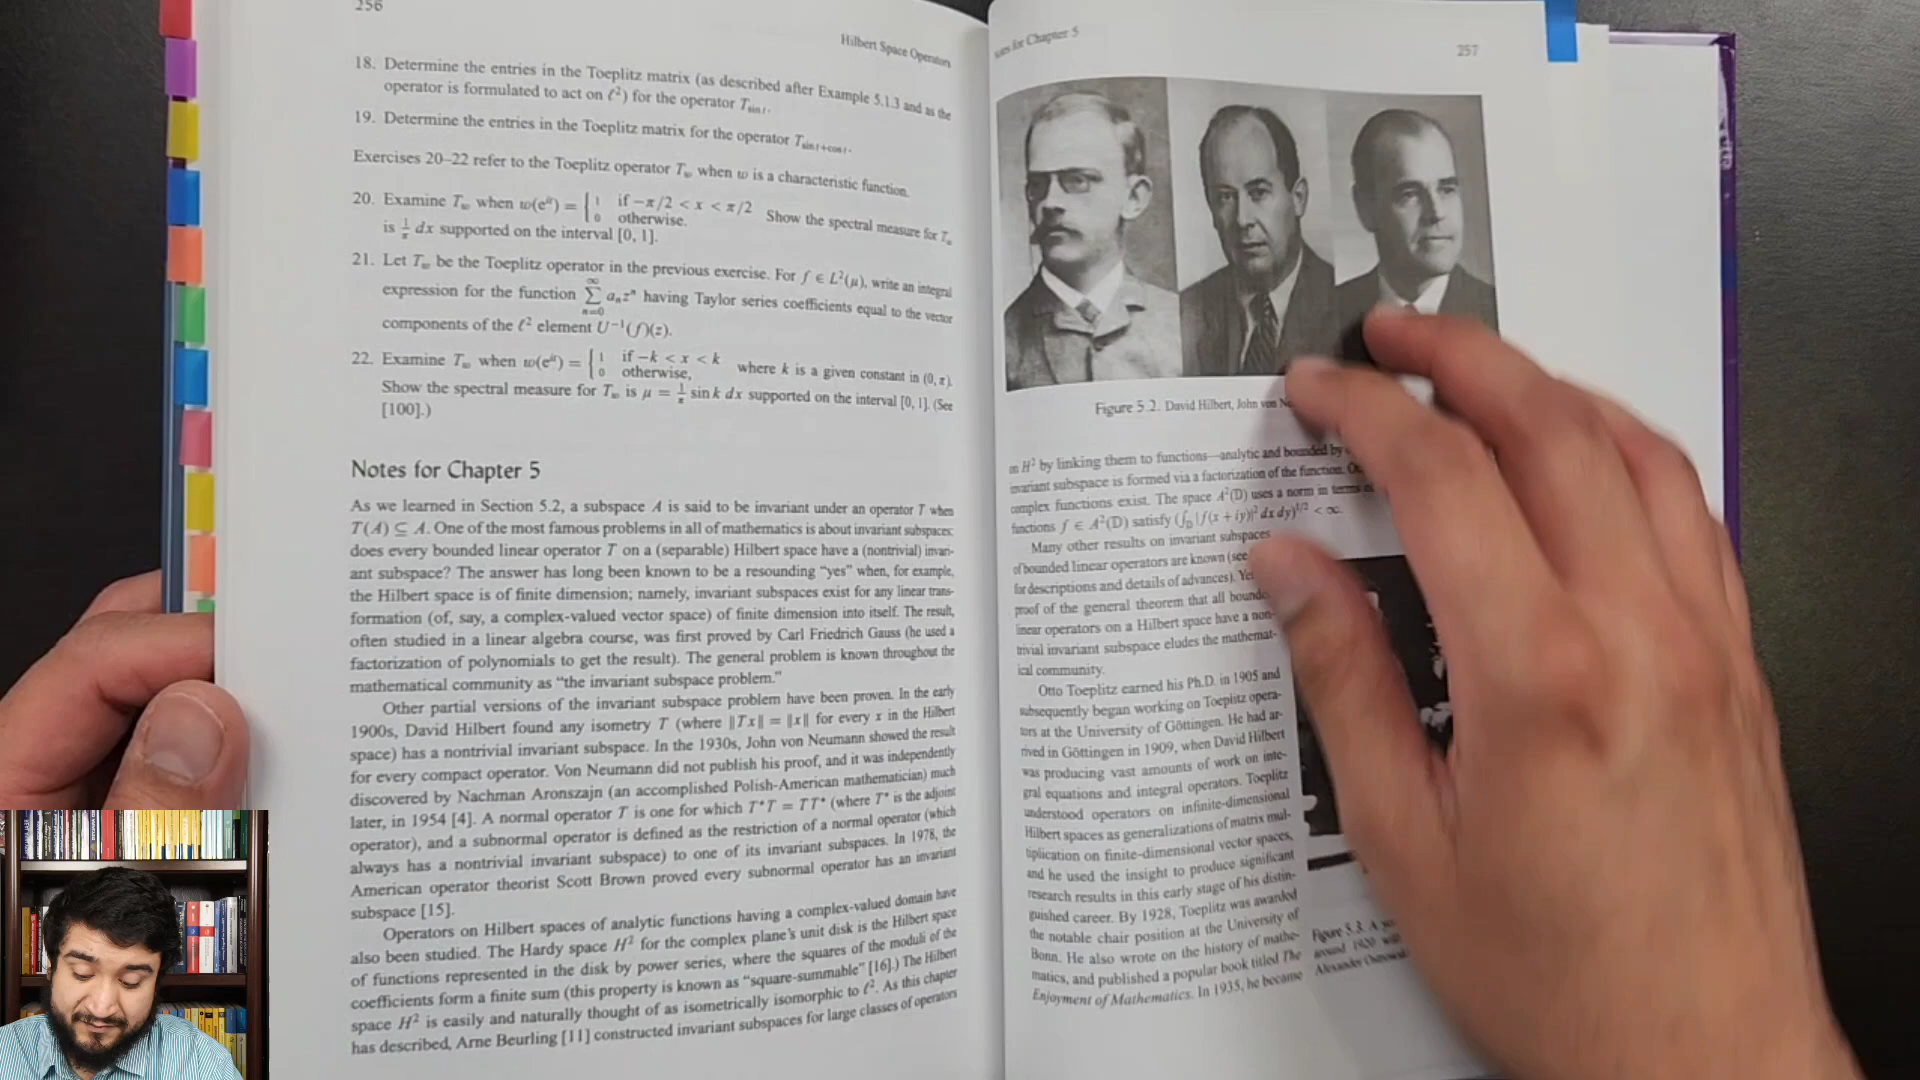 256
Hilbert Space Operators
18. Determine the entries in the Toeplitz matrix (as described after Example 5.1.3 and as the
operator is formulated to act on ℓ²) for the operator T_{sin t}.
19. Determine the entries in the Toeplitz matrix for the operator T_{sin t+cos t}.
Exercises 20–22 refer to the Toeplitz operator T_w when w is a characteristic function.
20. Examine T_w when w(e^{it}) = { 1 if −π/2 < x < π/2
0 otherwise. Show the spectral measure for T_w
is 1/π dx supported on the interval [0, 1].
21. Let T_w be the Toeplitz operator in the previous exercise. For f ∈ L²(μ), write an integral
expression for the function ∑_{n=0}^{∞} a_n z^n having Taylor series coefficients equal to the vector
components of the ℓ² element U^{−1}(f)(z).
22. Examine T_w when w(e^{it}) = { 1 if −k < x < k
0 otherwise, where k is a given constant in (0, π).
Show the spectral measure for T_w is μ = 1/π sin k dx supported on the interval [0, 1]. (See
[100].)
Notes for Chapter 5
As we learned in Section 5.2, a subspace A is said to be invariant under an operator T when
T(A) ⊆ A. One of the most famous problems in all of mathematics is about invariant subspaces:
does every bounded linear operator T on a (separable) Hilbert space have a (nontrivial) invari-
ant subspace? The answer has long been known to be a resounding “yes” when, for example,
the Hilbert space is of finite dimension; namely, invariant subspaces exist for any linear trans-
formation (of, say, a complex-valued vector space) of finite dimension into itself. The result,
often studied in a linear algebra course, was first proved by Carl Friedrich Gauss (he used a
factorization of polynomials to get the result). The general problem is known throughout the
mathematical community as “the invariant subspace problem.”
Other partial versions of the invariant subspace problem have been proven. In the early
1900s, David Hilbert found any isometry T (where ‖Tx‖ = ‖x‖ for every x in the Hilbert
space) has a nontrivial invariant subspace. In the 1930s, John von Neumann showed the result
for every compact operator. Von Neumann did not publish his proof, and it was independently
discovered by Nachman Aronszajn (an accomplished Polish-American mathematician) much
later, in 1954 [4]. A normal operator T is one for which T*T = TT* (where T* is the adjoint
operator), and a subnormal operator is defined as the restriction of a normal operator (which
always has a nontrivial invariant subspace) to one of its invariant subspaces. In 1978, the
American operator theorist Scott Brown proved every subnormal operator has an invariant
subspace [15].
Operators on Hilbert spaces of analytic functions having a complex-valued domain have
also been studied. The Hardy space H² for the complex plane’s unit disk is the Hilbert space
of functions represented in the disk by power series, where the squares of the moduli of the
coefficients form a finite sum (this property is known as “square-summable” [16].) The Hilbert
space H² is easily and naturally thought of as isometrically isomorphic to ℓ². As this chapter
has described, Arne Beurling [11] constructed invariant subspaces for large classes of operators
Notes for Chapter 5
257
Figure 5.2. David Hilbert, John von
on H² by linking them to functions—analytic and bounded by
invariant subspace is formed via a factorization of the function.
complex functions exist. The space A²(D) uses a norm in terms of
functions f ∈ A²(D) satisfy (∫_D |f(x + iy)|² dx dy)^{1/2} < ∞.
Many other results on invariant subspaces
of bounded linear operators are known (see
for descriptions and details of advances). Yet
proof of the general theorem that all bounded
linear operators on a Hilbert space have a non-
trivial invariant subspace eludes the mathemat-
ical community.
Otto Toeplitz earned his Ph.D. in 1905 and
subsequently began working on Toeplitz opera-
tors at the University of Göttingen. He had ar-
rived in Göttingen in 1909, when David Hilbert
was producing vast amounts of work on inte-
gral equations and integral operators. Toeplitz
understood operators on infinite-dimensional
Hilbert spaces as generalizations of matrix mul-
tiplication on finite-dimensional vector spaces,
and he used the insight to produce significant
research results in this early stage of his distin-
guished career. By 1928, Toeplitz was awarded
the notable chair position at the University of
Bonn. He also wrote on the history of mathe-
matics, and published a popular book titled The
Enjoyment of Mathematics. In 1935, he became
Figure 5.3. A
around 1920
Alexander